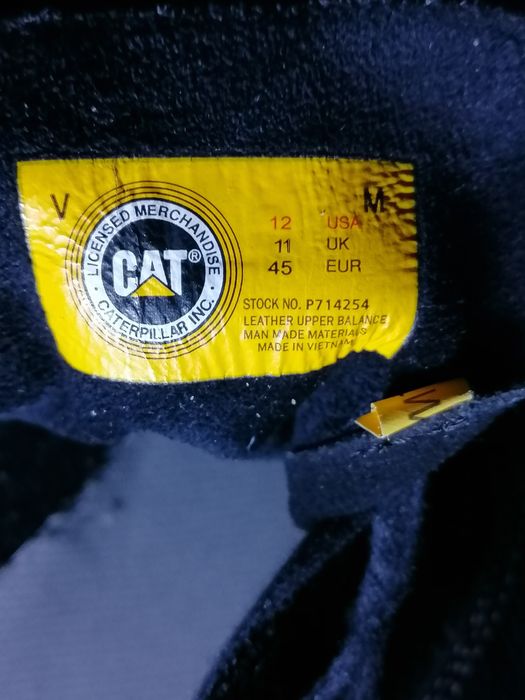 V
M
LICENSED MERCHANDISE
CAT®
CATERPILLAR INC.
12 USA
11 UK
45 EUR
STOCK NO. P714254
LEATHER UPPER BALANCE
MAN MADE MATERIALS
MADE IN VIETNAM